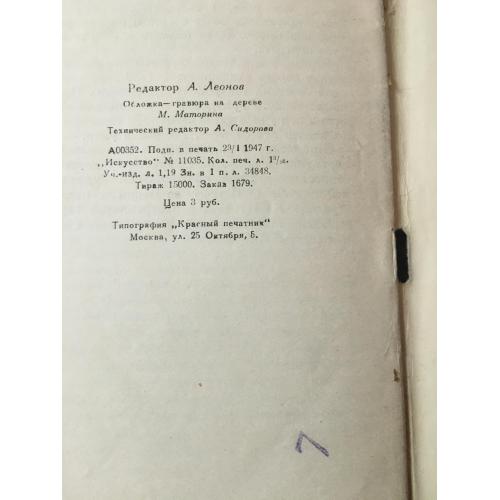 Редактор А. Леонов
Обложка—гравюра на дереве
М. Маторина
Технический редактор А. Сидорова
А00352. Подп. в печать 23/I 1947 г.
„Искусство" № 11035. Кол. печ. л.
Уч.-изд. л. 1,19 Зн. в 1 п. л. 34848.
Тираж 15000. Заказ 1679.
Цена 3 руб.
Типография „Красный печатник"
Москва, ул. 25 Октября, 5.
7